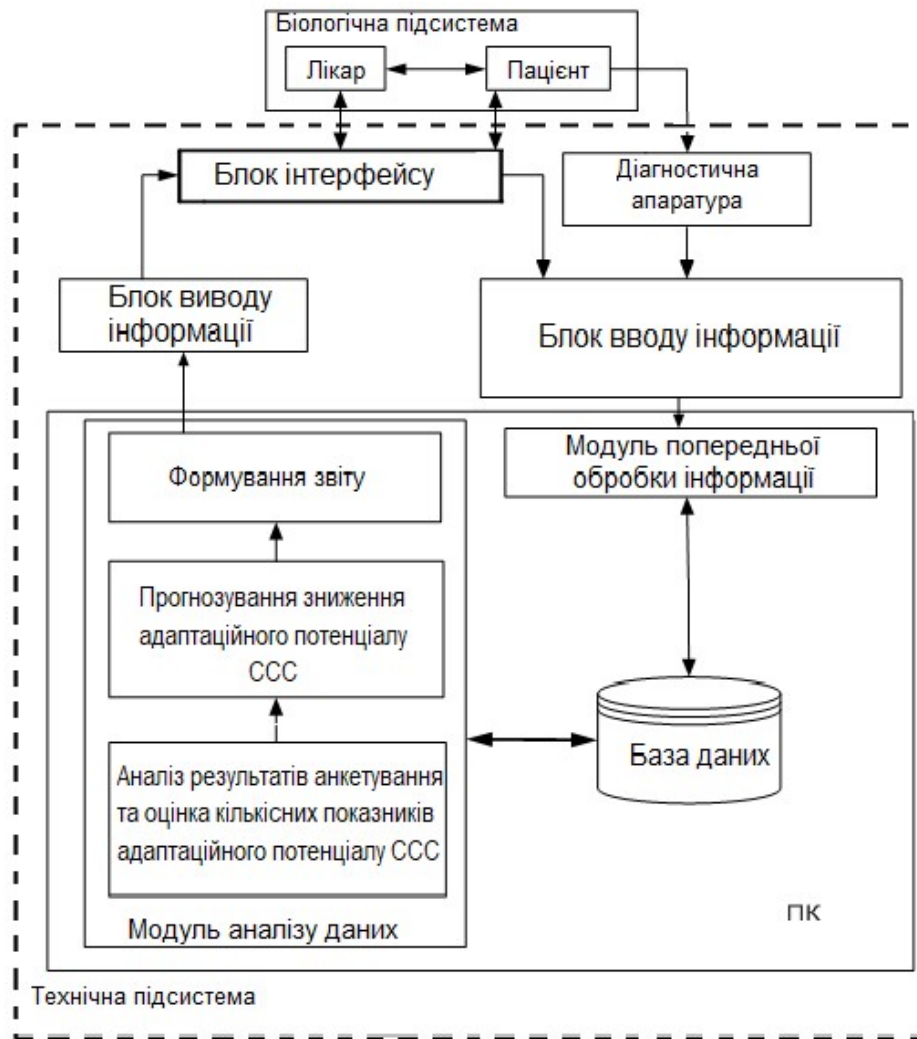 Біологічна підсистема
Лікар
Пацієнт
Блок інтерфейсу
Діагностична
апаратура
Блок виводу
інформації
Блок вводу інформації
Формування звіту
Модуль попередньої
обробки інформації
Прогнозування зниження
адаптаційного потенціалу
ССС
База даних
Аналіз результатів анкетування
та оцінка кількісних показників
адаптаційного потенціалу ССС
Модуль аналізу даних
ПК
Технічна підсистема